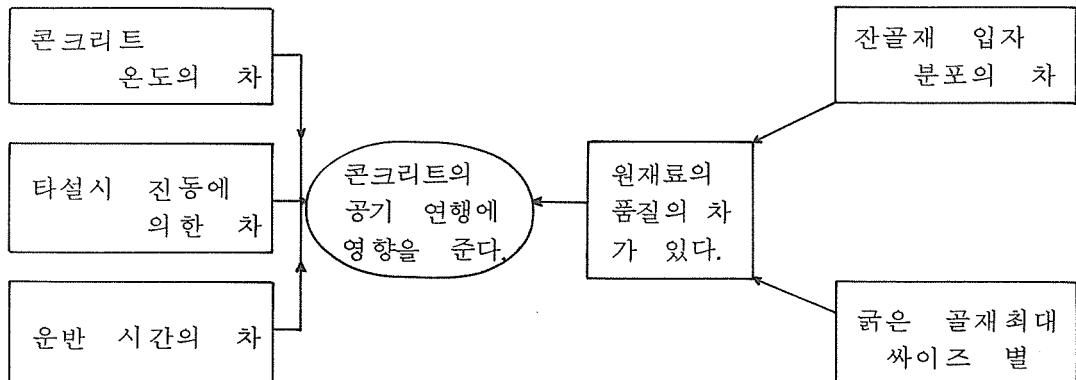 콘크리트
온도의 차
타설시 진동에
의한 차
운반 시간의 차
콘크리트의
공기 연행에
영향을 준다.
원재료의
품질의 차
가 있다.
잔골재 입자
분포의 차
굵은 골재최대
싸이즈 별